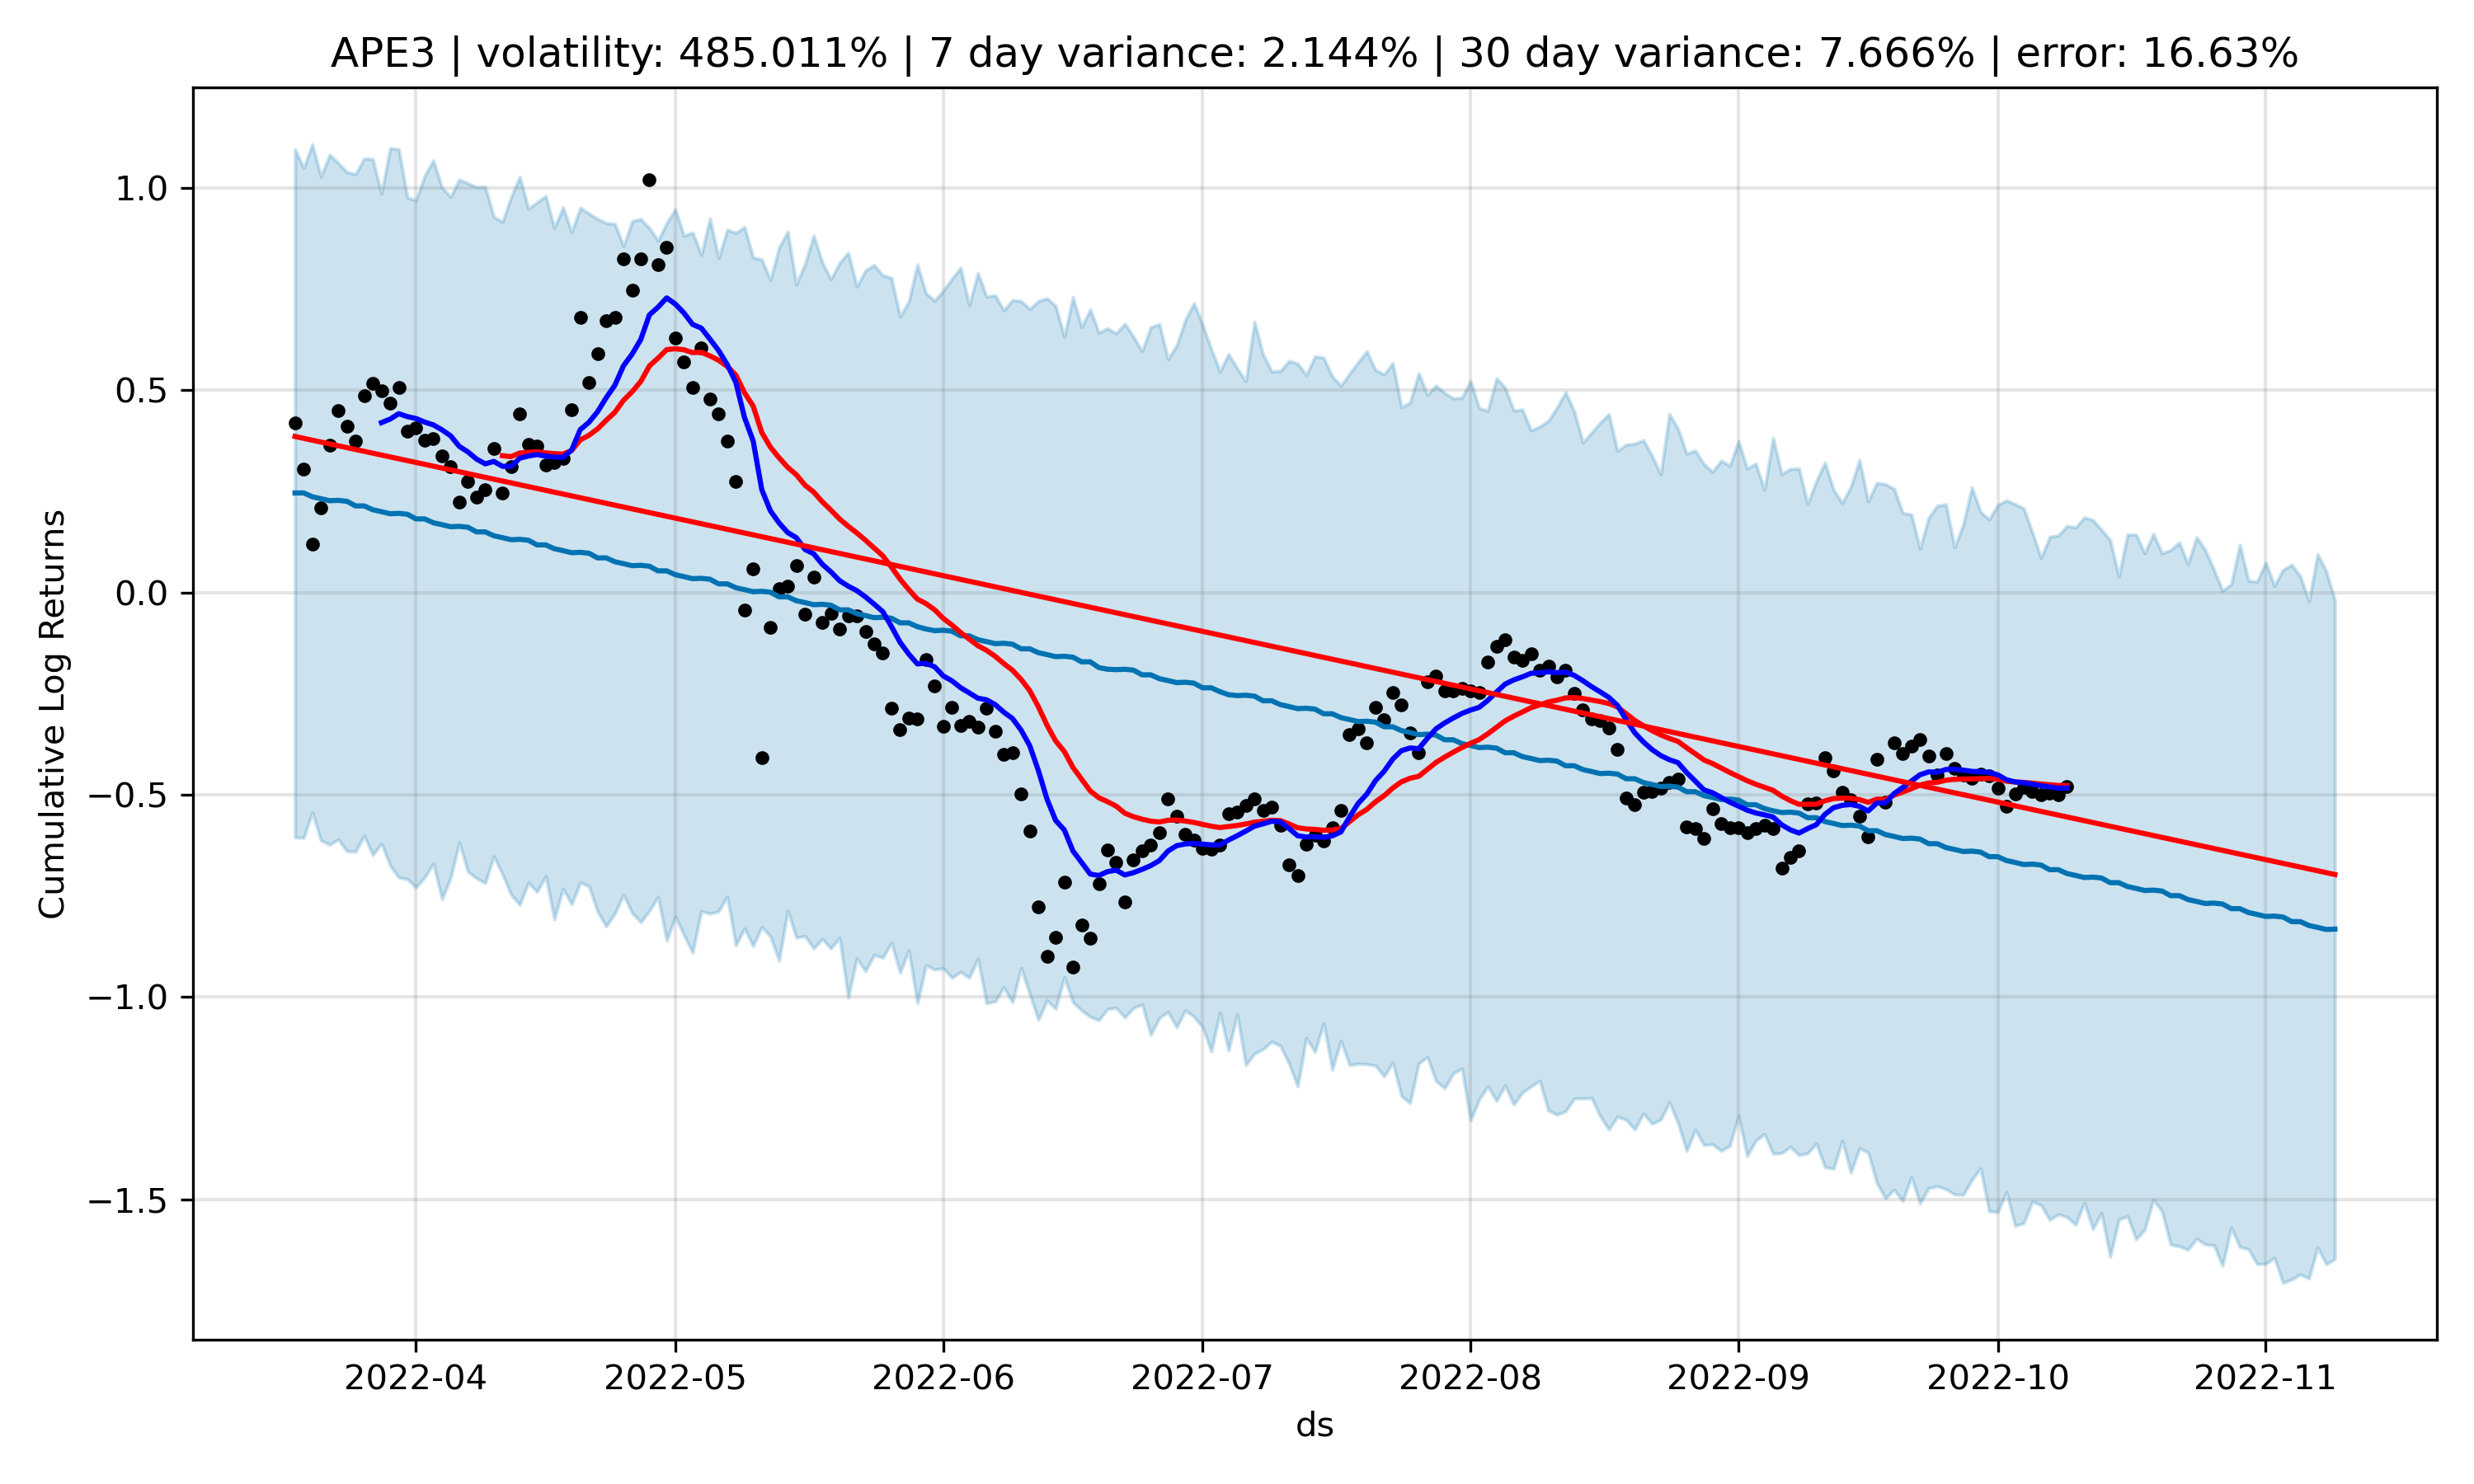 APE3 | volatility: 485.011% | 7 day variance: 2.144% | 30 day variance: 7.666% | error: 16.63%
Cumulative Log Returns
1.0
0.5
0.0
−0.5
−1.0
−1.5
2022-04 2022-05 2022-06 2022-07 2022-08 2022-09 2022-10 2022-11
ds